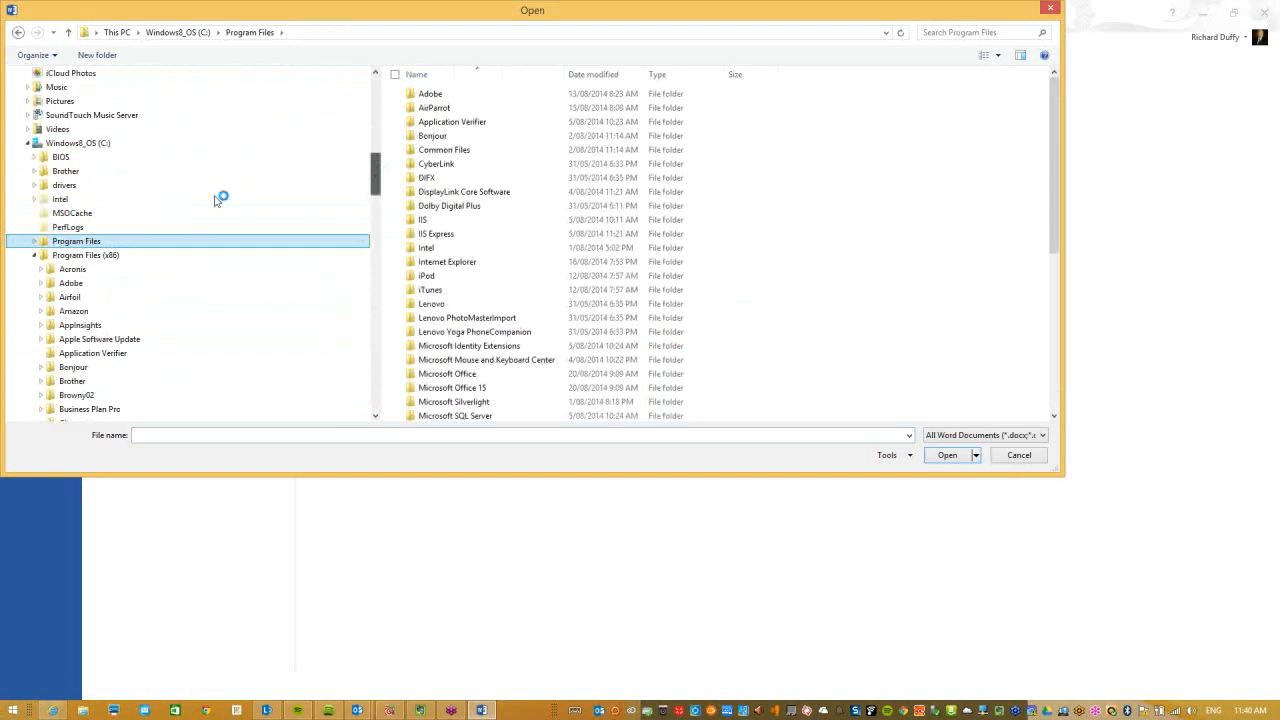 Open
This PC Windows8_OS (C:) Program Files
Search Program Files
Richard Duffy
Organize New folder
Name Date modified Type Size
iCloud Photos
Music
Pictures
SoundTouch Music Server
Videos
Windows8_OS (C:)
BIOS
Brother
drivers
Intel
MSOCache
PerfLogs
Program Files
Program Files (x86)
Acronis
Adobe
Airfoil
Amazon
AppInsights
Apple Software Update
Application Verifier
Bonjour
Brother
Browny02
Business Plan Pro
Adobe 13/08/2014 8:23 AM File folder
AirParrot 15/08/2014 8:09 AM File folder
Application Verifier 5/08/2014 10:23 AM File folder
Bonjour 2/08/2014 11:14 AM File folder
Common Files 2/08/2014 11:14 AM File folder
CyberLink 31/05/2014 6:33 PM File folder
DIFX 31/05/2014 6:33 PM File folder
DisplayLink Core Software 4/08/2014 11:21 AM File folder
Dolby Digital Plus 31/05/2014 6:11 PM File folder
IIS 5/08/2014 10:11 AM File folder
IIS Express 5/08/2014 11:21 AM File folder
Intel 1/08/2014 5:02 PM File folder
Internet Explorer 16/08/2014 7:53 PM File folder
iPod 12/08/2014 7:57 AM File folder
iTunes 12/08/2014 7:57 AM File folder
Lenovo 31/05/2014 6:35 PM File folder
Lenovo PhotoMasterImport 31/05/2014 6:35 PM File folder
Lenovo Yoga PhoneCompanion 31/05/2014 6:33 PM File folder
Microsoft Identity Extensions 5/08/2014 10:24 AM File folder
Microsoft Mouse and Keyboard Center 4/08/2014 10:22 PM File folder
Microsoft Office 20/08/2014 9:09 AM File folder
Microsoft Office 15 20/08/2014 9:09 AM File folder
Microsoft Silverlight 1/08/2014 8:18 PM File folder
Microsoft SQL Server 5/08/2014 10:24 AM File folder
File name: All Word Documents (*.docx;*.
Tools Open Cancel
ENG 11:40 AM